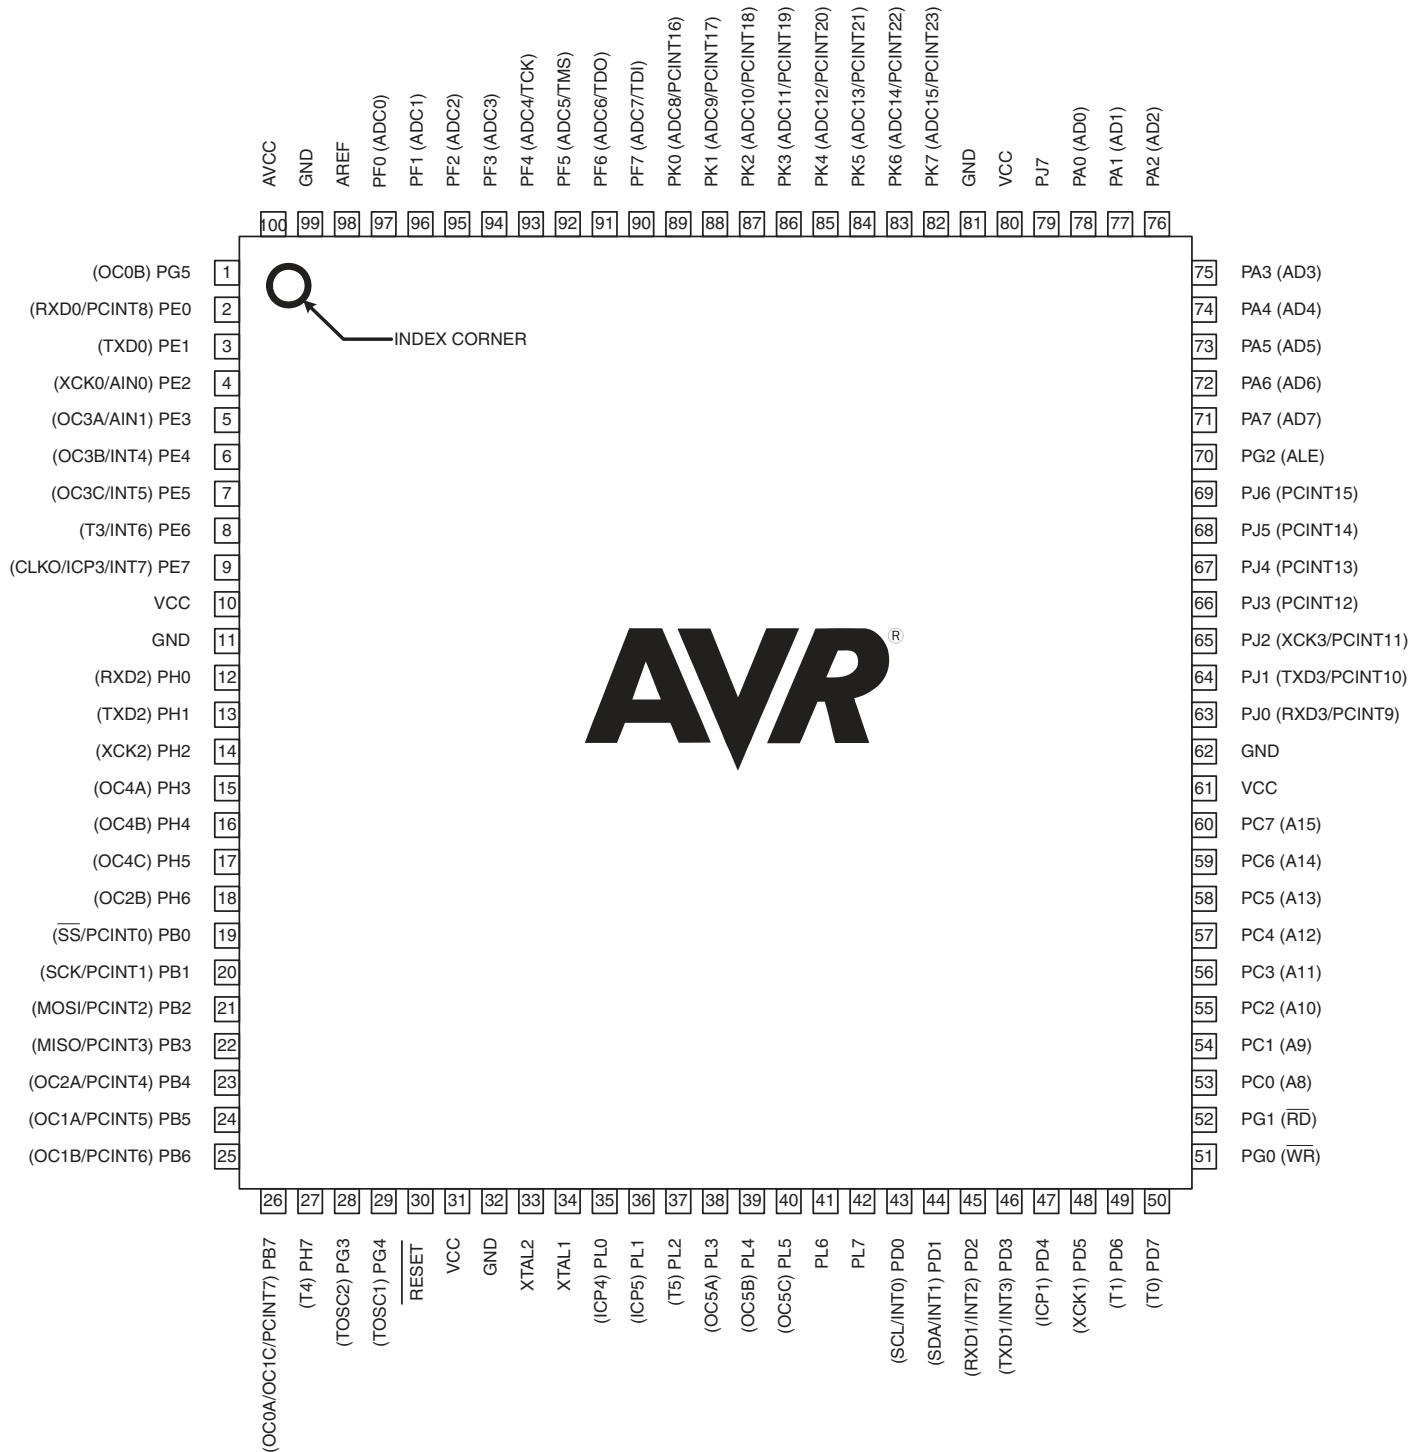 AVCC
GND
AREF
PF0 (ADC0)
PF1 (ADC1)
PF2 (ADC2)
PF3 (ADC3)
PF4 (ADC4/TCK)
PF5 (ADC5/TMS)
PF6 (ADC6/TDO)
PF7 (ADC7/TDI)
PK0 (ADC8/PCINT16)
PK1 (ADC9/PCINT17)
PK2 (ADC10/PCINT18)
PK3 (ADC11/PCINT19)
PK4 (ADC12/PCINT20)
PK5 (ADC13/PCINT21)
PK6 (ADC14/PCINT22)
PK7 (ADC15/PCINT23)
GND
VCC
PJ7
PA0 (AD0)
PA1 (AD1)
PA2 (AD2)
100 99 98 97 96 95 94 93 92 91 90 89 88 87 86 85 84 83 82 81 80 79 78 77 76
(OC0B) PG5 1
(RXD0/PCINT8) PE0 2
(TXD0) PE1 3
(XCK0/AIN0) PE2 4
(OC3A/AIN1) PE3 5
(OC3B/INT4) PE4 6
(OC3C/INT5) PE5 7
(T3/INT6) PE6 8
(CLKO/ICP3/INT7) PE7 9
VCC 10
GND 11
(RXD2) PH0 12
(TXD2) PH1 13
(XCK2) PH2 14
(OC4A) PH3 15
(OC4B) PH4 16
(OC4C) PH5 17
(OC2B) PH6 18
(SS/PCINT0) PB0 19
(SCK/PCINT1) PB1 20
(MOSI/PCINT2) PB2 21
(MISO/PCINT3) PB3 22
(OC2A/PCINT4) PB4 23
(OC1A/PCINT5) PB5 24
(OC1B/PCINT6) PB6 25
INDEX CORNER
AVR®
75 PA3 (AD3)
74 PA4 (AD4)
73 PA5 (AD5)
72 PA6 (AD6)
71 PA7 (AD7)
70 PG2 (ALE)
69 PJ6 (PCINT15)
68 PJ5 (PCINT14)
67 PJ4 (PCINT13)
66 PJ3 (PCINT12)
65 PJ2 (XCK3/PCINT11)
64 PJ1 (TXD3/PCINT10)
63 PJ0 (RXD3/PCINT9)
62 GND
61 VCC
60 PC7 (A15)
59 PC6 (A14)
58 PC5 (A13)
57 PC4 (A12)
56 PC3 (A11)
55 PC2 (A10)
54 PC1 (A9)
53 PC0 (A8)
52 PG1 (RD)
51 PG0 (WR)
26 27 28 29 30 31 32 33 34 35 36 37 38 39 40 41 42 43 44 45 46 47 48 49 50
(OC0A/OC1C/PCINT7) PB7
(T4) PH7
(TOSC2) PG3
(TOSC1) PG4
RESET
VCC
GND
XTAL2
XTAL1
(ICP4) PL0
(ICP5) PL1
(T5) PL2
(OC5A) PL3
(OC5B) PL4
(OC5C) PL5
PL6
PL7
(SCL/INT0) PD0
(SDA/INT1) PD1
(RXD1/INT2) PD2
(TXD1/INT3) PD3
(ICP1) PD4
(XCK1) PD5
(T1) PD6
(T0) PD7